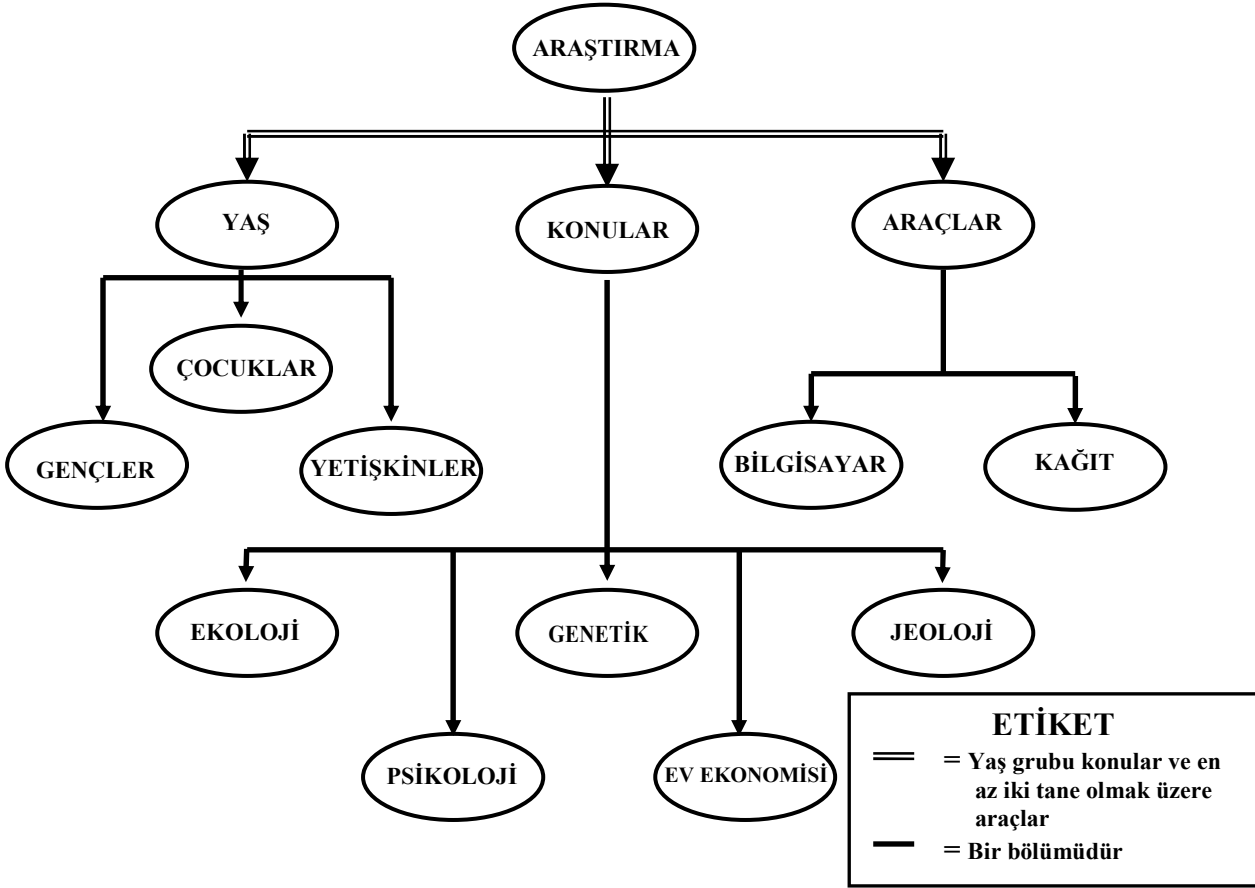 ARAŞTIRMA
YAŞ
KONULAR
ARAÇLAR
ÇOCUKLAR
GENÇLER
YETİŞKİNLER
BİLGİSAYAR
KAĞIT
EKOLOJİ
GENETİK
JEOLOJİ
PSİKOLOJİ
EV EKONOMİSİ
ETİKET
= Yaş grubu konular ve en
az iki tane olmak üzere
araçlar
= Bir bölümüdür